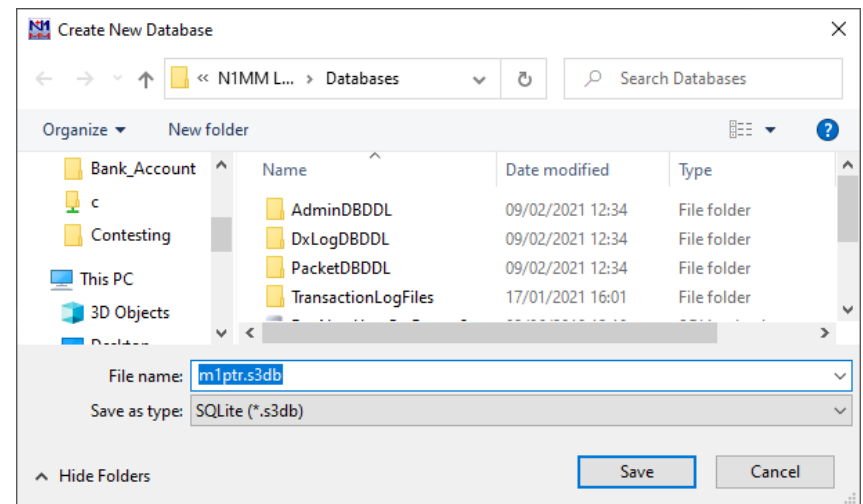 Create New Database
« N1MM L... › Databases
Search Databases
Organize
New folder
Bank_Account
c
Contesting
This PC
3D Objects
Name Date modified Type
AdminDBDDL 09/02/2021 12:34 File folder
DxLogDBDDL 09/02/2021 12:34 File folder
PacketDBDDL 09/02/2021 12:34 File folder
TransactionLogFiles 17/01/2021 16:01 File folder
File name: m1ptr.s3db
Save as type: SQLite (*.s3db)
Hide Folders
Save
Cancel